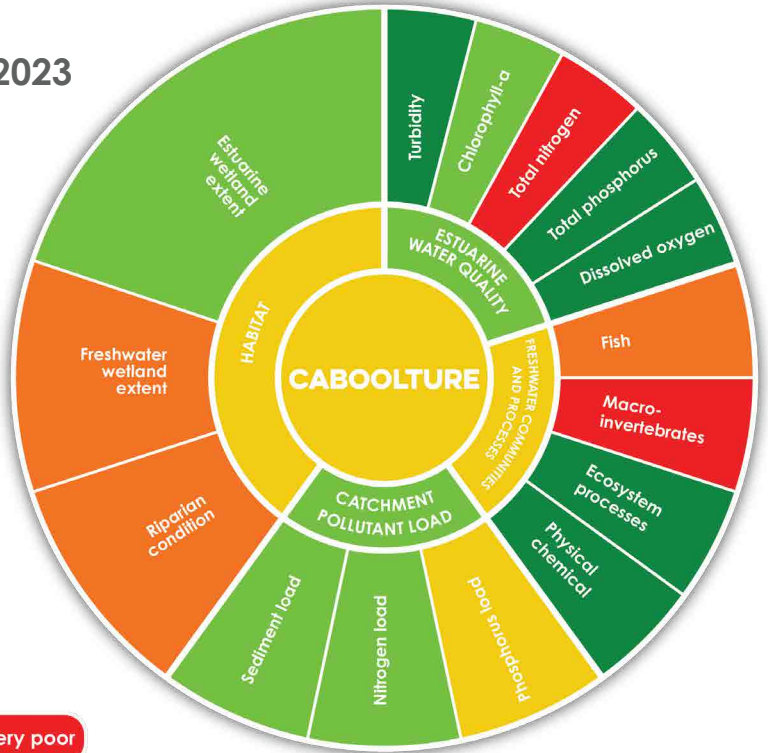 2023
Estuarine
wetland
extent
Turbidity
Chlorophyll-a
Total nitrogen
Total phosphorus
Dissolved oxygen
ESTUARINE
WATER QUALITY
HABITAT
Freshwater
wetland
extent
CABOOLTURE
FRESHWATER COMMUNITIES
AND PROCESSES
Fish
Macro-
invertebrates
Ecosystem
processes
Physical
chemical
Riparian
condition
CATCHMENT
POLLUTANT LOAD
Sediment load
Nitrogen load
Phosphorus load
poor